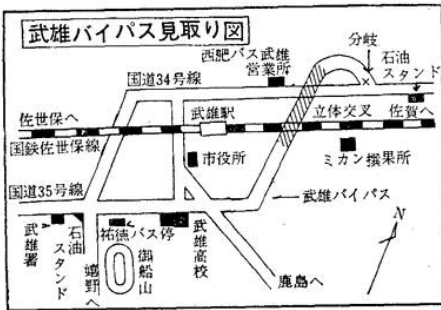 武雄バイパス見取り図
分岐
西肥バス武雄
営業所
石油
スタンド
国道34号線
佐世保へ
武雄駅
立体交叉
佐賀へ
国鉄佐世保線
市役所
ミカン撰果所
国道35号線
武雄バイパス
武雄署
石油
スタンド
嬉野へ
祐徳バス停
御船山
武雄高校
鹿島へ
N